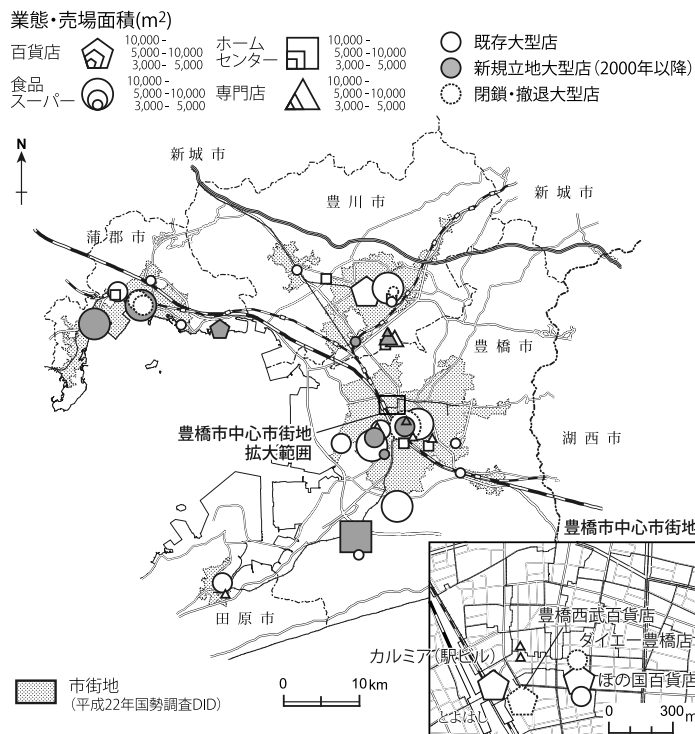 業態・売場面積(m²)
百貨店
10,000 -
5,000 - 10,000
3,000 - 5,000
ホーム
センター
10,000 -
5,000 - 10,000
3,000 - 5,000
食品
スーパー
10,000 -
5,000 - 10,000
3,000 - 5,000
専門店
10,000 -
5,000 - 10,000
3,000 - 5,000
既存大型店
新規立地大型店(2000年以降)
閉鎖・撤退大型店
N
新城市
豊川市
新城市
蒲郡市
豊橋市
豊橋市中心市街地
拡大範囲
湖西市
田原市
豊橋市中心市街地
豊橋西武百貨店
ダイエー豊橋店
カルミア(駅ビル)
ほの国百貨店
とよはし
0 300m
市街地
(平成22年国勢調査DID)
0 10km